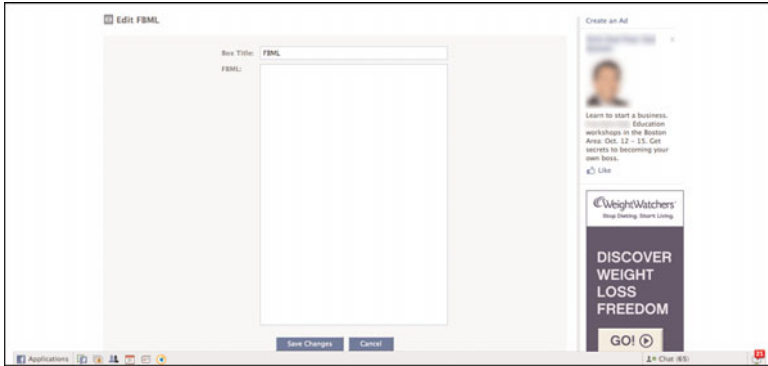 Edit FBML
Create an Ad
Box Title: FBML
FBML:
Learn to start a business.
Education
workshops in the Boston
Area: Oct. 12 – 15. Get
secrets to becoming your
own boss.
Like
WeightWatchers
Stop Dieting. Start Living.
DISCOVER
WEIGHT
LOSS
FREEDOM
GO!
Save Changes Cancel
Applications
Chat (65)
21